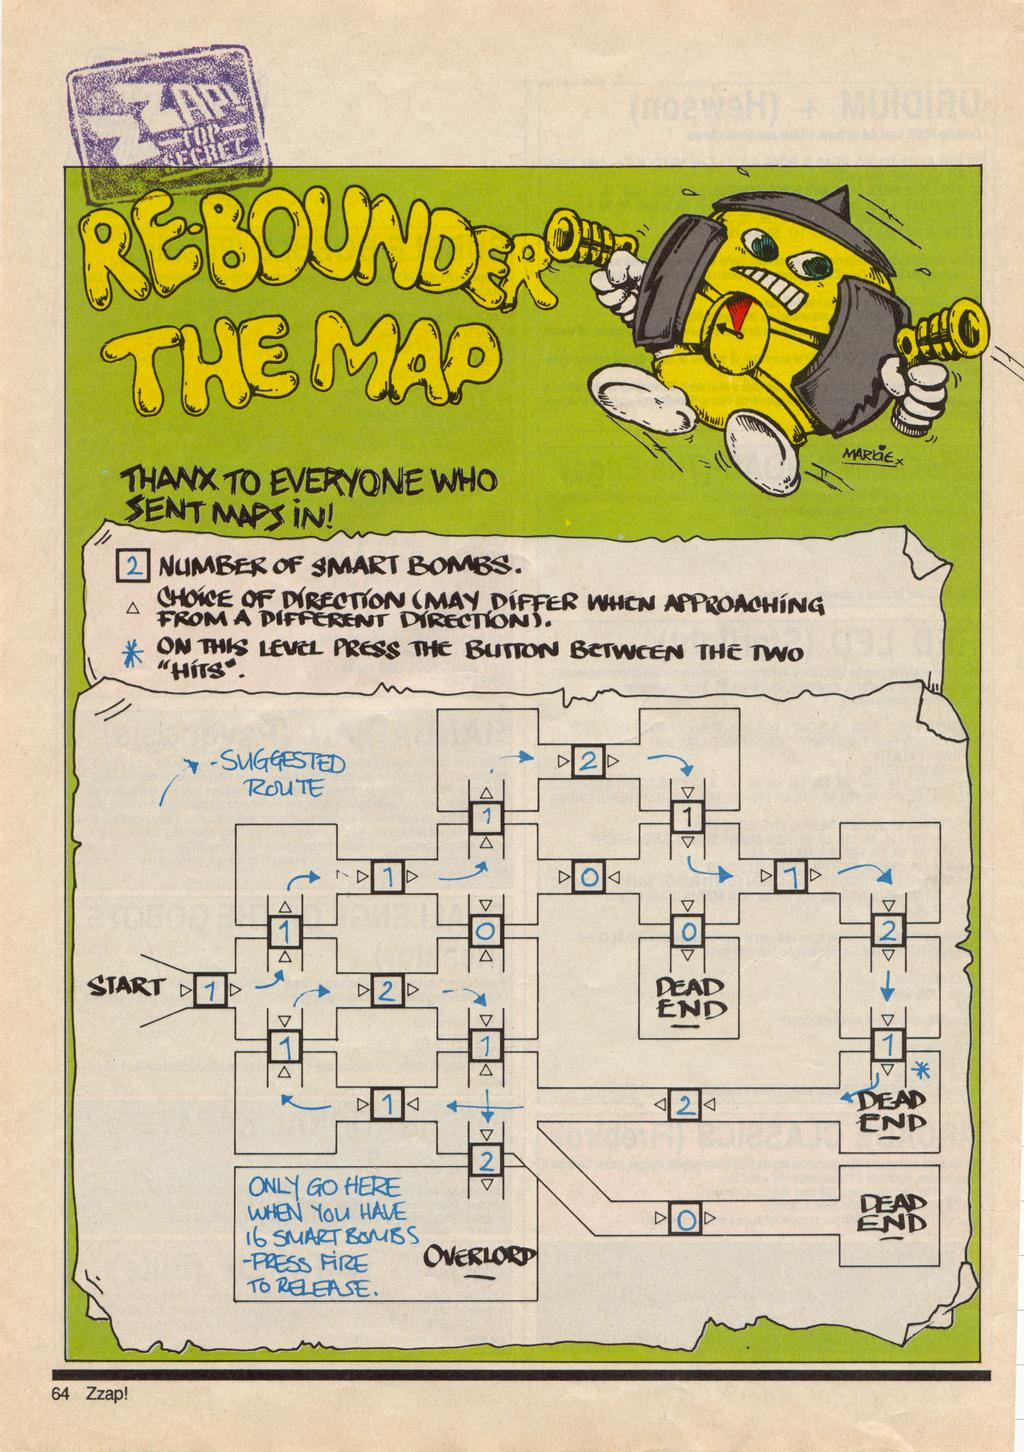 ZZAP!
TOP
SECRET
RE-BOUNDER
THE MAP
MARKIE x
THANX TO EVERYONE WHO
SENT MAPS IN!
2 NUMBER OF SMART BOMBS.
△ CHOICE OF DIRECTION (MAY DIFFER WHEN APPROACHING
FROM A DIFFERENT DIRECTION).
* ON THIS LEVEL PRESS THE BUTTON BETWEEN THE TWO
"HITS".
- SUGGESTED
ROUTE
2
1
1
1
0
1
1
0
0
2
START
1
2
DEAD
END
1
1
1
*
1
2
DEAD
END
2
ONLY GO HERE
WHEN YOU HAVE
16 SMART BOMBS
-PRESS FIRE
TO RELEASE.
OVERLORD
0
DEAD
END
64 Zzap!